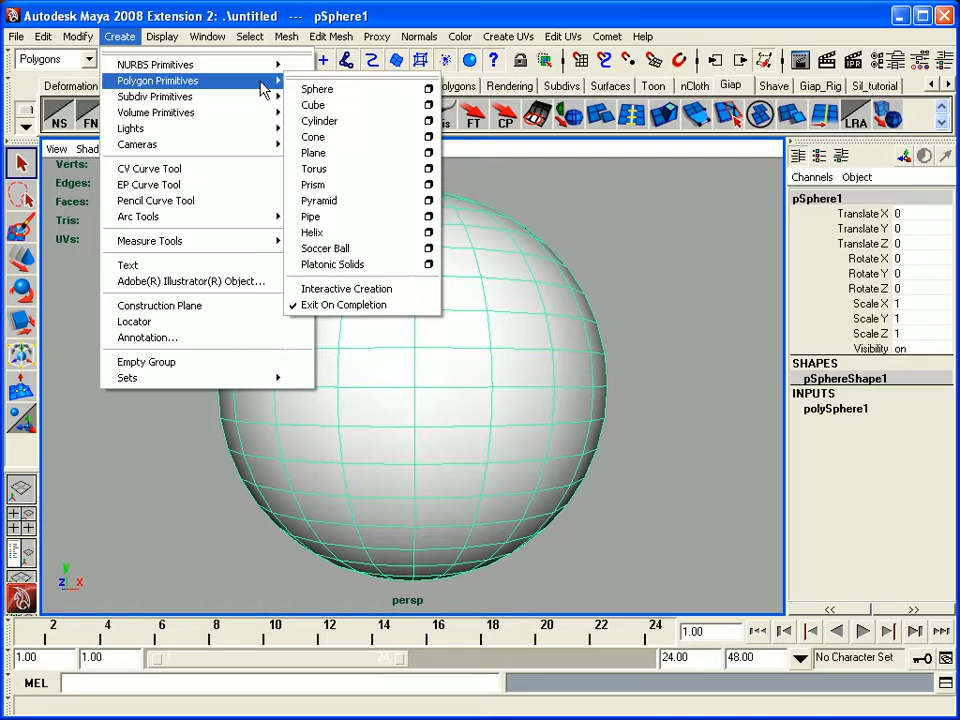 Autodesk Maya 2008 Extension 2: .\untitled --- pSphere1
File Edit Modify Create Display Window Select Mesh Edit Mesh Proxy Normals Color Create UVs Edit UVs Comet Help
Polygons
Deformation
Polygons Rendering Subdivs Surfaces Toon nCloth Giap Shave Giap_Rig Sil_tutorial
NS FN FT CP LRA
View Shad
NURBS Primitives
Polygon Primitives
Subdiv Primitives
Volume Primitives
Lights
Cameras
CV Curve Tool
EP Curve Tool
Pencil Curve Tool
Arc Tools
Measure Tools
Text
Adobe(R) Illustrator(R) Object...
Construction Plane
Locator
Annotation...
Empty Group
Sets
Sphere
Cube
Cylinder
Cone
Plane
Torus
Prism
Pyramid
Pipe
Helix
Soccer Ball
Platonic Solids
Interactive Creation
Exit On Completion
Verts:
Edges:
Faces:
Tris:
UVs:
y
z x
persp
Channels Object
pSphere1
Translate X 0
Translate Y 0
Translate Z 0
Rotate X 0
Rotate Y 0
Rotate Z 0
Scale X 1
Scale Y 1
Scale Z 1
Visibility on
SHAPES
pSphereShape1
INPUTS
polySphere1
<< >>
2 4 6 8 10 12 14 16 18 20 22 24
1.00
1.00 1.00 24 24.00 48.00 No Character Set
MEL